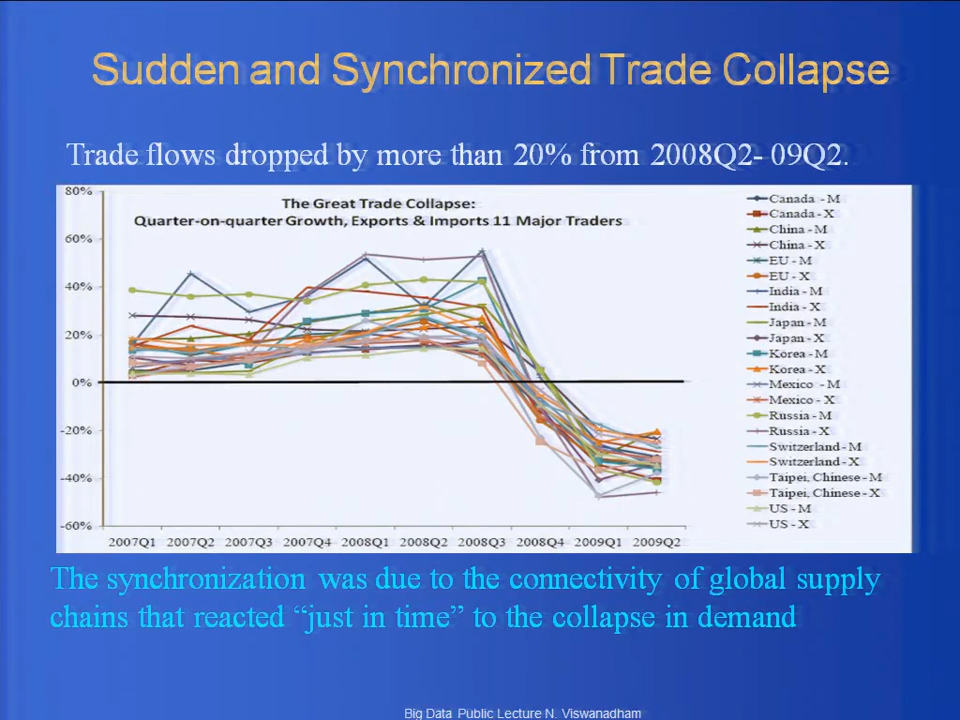 Sudden and Synchronized Trade Collapse
Trade flows dropped by more than 20% from 2008Q2- 09Q2.
The Great Trade Collapse:
Quarter-on-quarter Growth, Exports & Imports 11 Major Traders
80%
60%
40%
20%
0%
-20%
-40%
-60%
2007Q1 2007Q2 2007Q3 2007Q4 2008Q1 2008Q2 2008Q3 2008Q4 2009Q1 2009Q2
Canada - M
Canada - X
China - M
China - X
EU - M
EU - X
India - M
India - X
Japan - M
Japan - X
Korea - M
Korea - X
Mexico - M
Mexico - X
Russia - M
Russia - X
Switzerland - M
Switzerland - X
Taipei, Chinese - M
Taipei, Chinese - X
US - M
US - X
The synchronization was due to the connectivity of global supply
chains that reacted “just in time” to the collapse in demand
Big Data Public Lecture N. Viswanadham